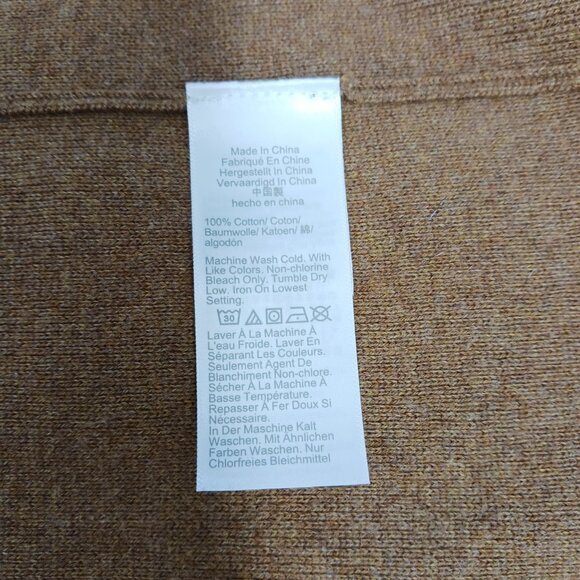 Made In China
Fabriqué En Chine
Hergestellt In China
Vervaardigd In China
中国製
hecho en china
100% Cotton/ Coton/
Baumwolle/ Katoen/ 綿/
algodón
Machine Wash Cold. With
Like Colors. Non-chlorine
Bleach Only. Tumble Dry
Low. Iron On Lowest
Setting.
30
Laver À La Machine À
L'eau Froide. Laver En
Séparant Les Couleurs.
Seulement Agent De
Blanchiment Non-chlore.
Sécher À La Machine À
Basse Température.
Repasser À Fer Doux Si
Nécessaire.
In Der Maschine Kalt
Waschen. Mit Ähnlichen
Farben Waschen. Nur
Chlorfreies Bleichmittel